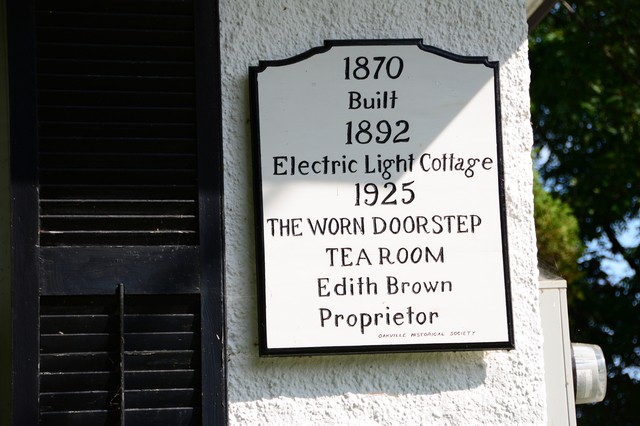 1870
Built
1892
Electric Light Cottage
1925
THE WORN DOORSTEP
TEA ROOM
Edith Brown
Proprietor
OAKVILLE HISTORICAL SOCIETY